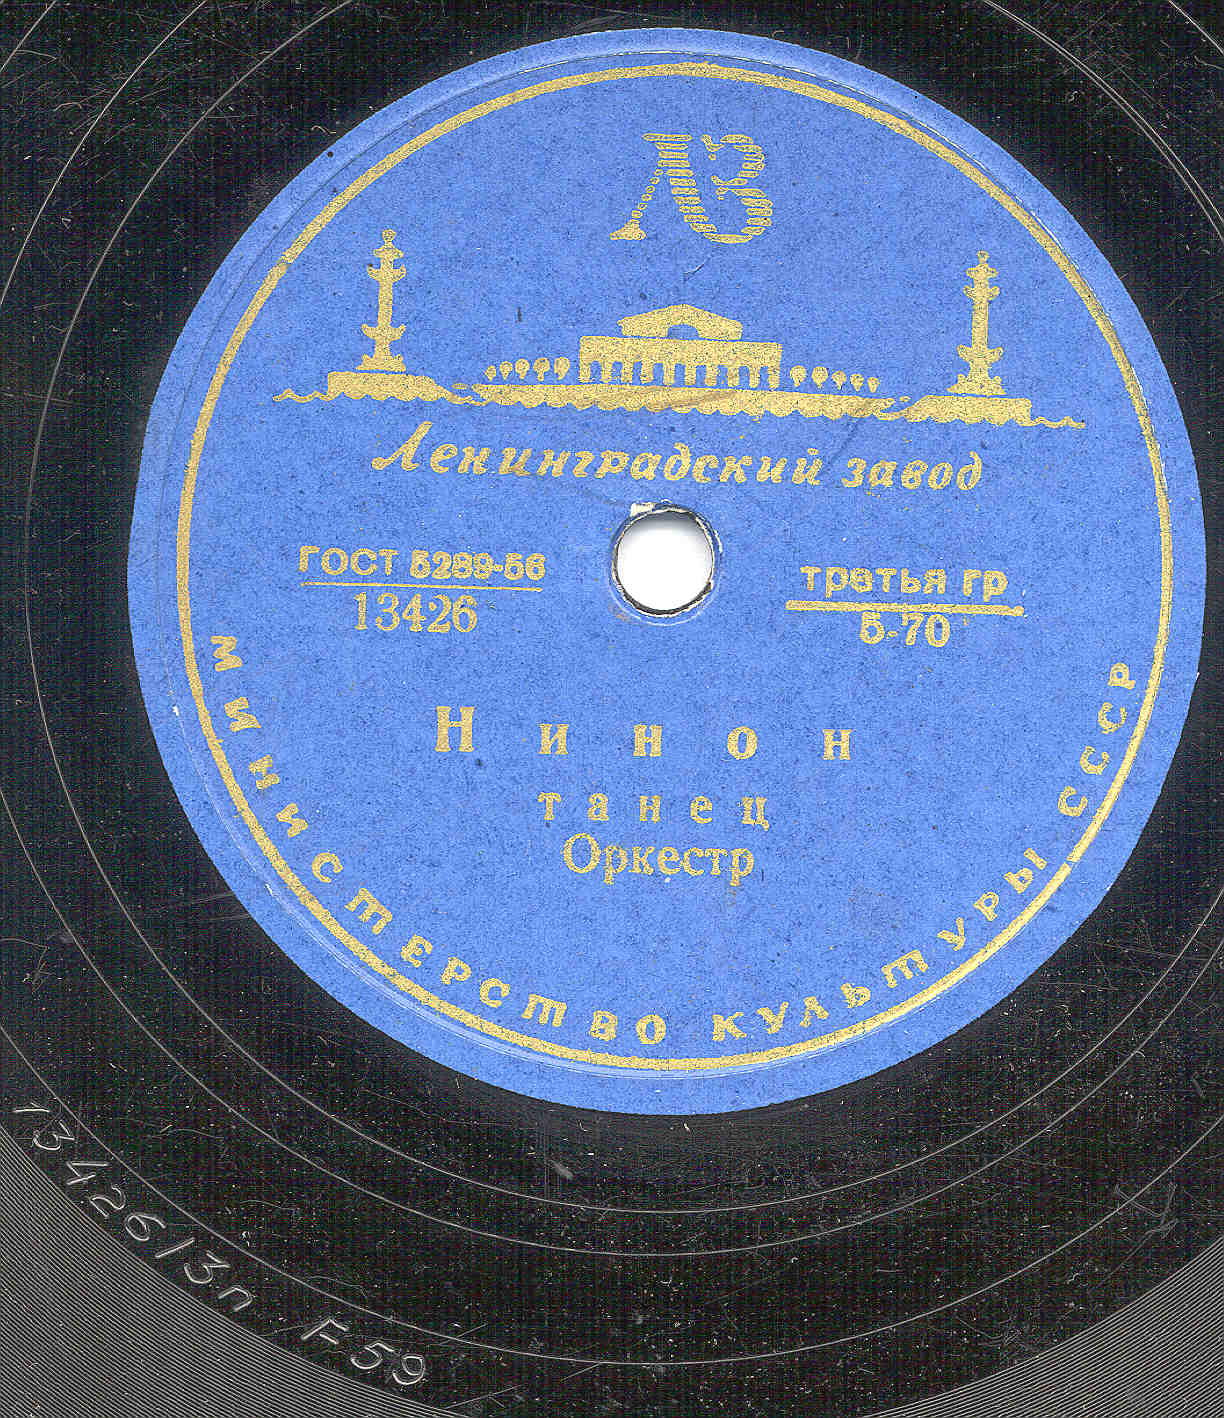 ЛЗ
Ленинградский завод
ГОСТ 5289-56
13426
третья гр
5-70
Нинон
танец
Оркестр
МИНИСТЕРСТВО КУЛЬТУРЫ СССР
13426/3п F59